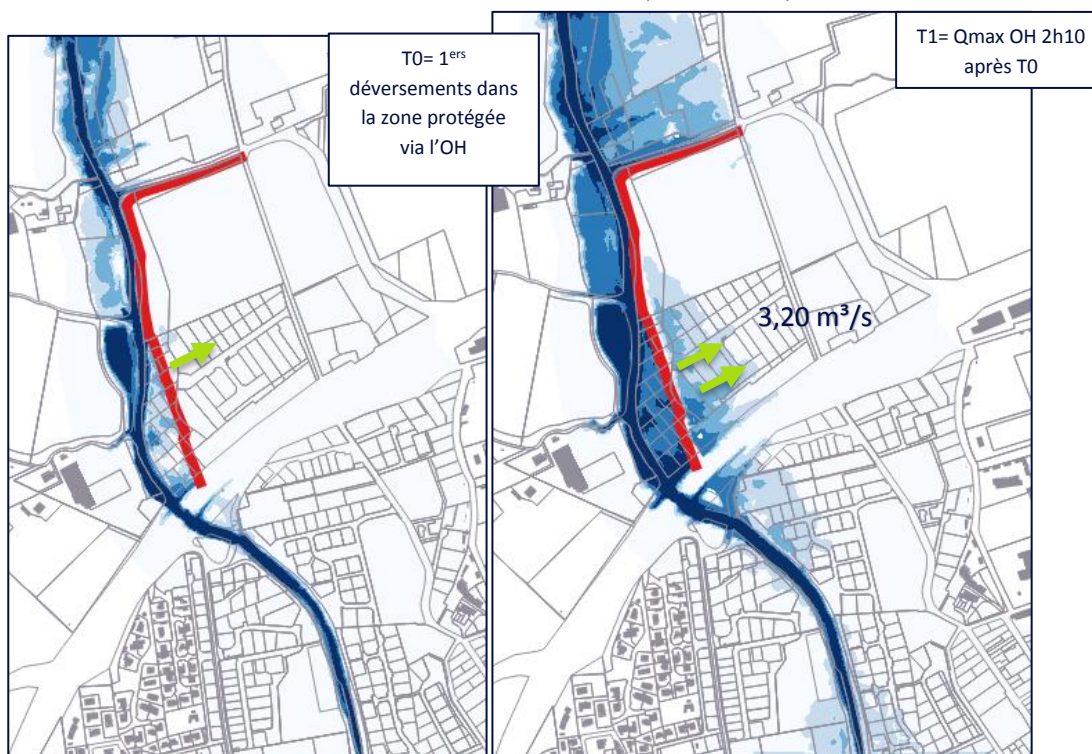 T0= 1ers
déversements dans
la zone protégée
via l’OH
T1= Qmax OH 2h10
après T0
3,20 m³/s